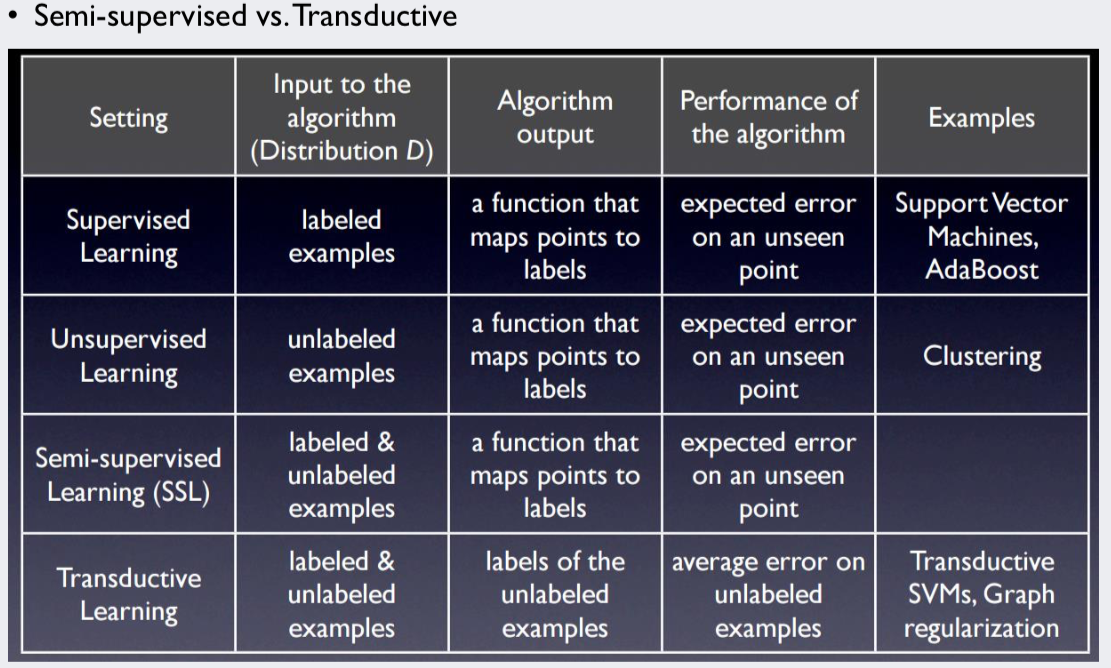 • Semi-supervised vs. Transductive
Setting
Input to the
algorithm
(Distribution D)
Algorithm
output
Performance of
the algorithm
Examples
Supervised
Learning
labeled
examples
a function that
maps points to
labels
expected error
on an unseen
point
Support Vector
Machines,
AdaBoost
Unsupervised
Learning
unlabeled
examples
a function that
maps points to
labels
expected error
on an unseen
point
Clustering
Semi-supervised
Learning (SSL)
labeled &
unlabeled
examples
a function that
maps points to
labels
expected error
on an unseen
point
Transductive
Learning
labeled &
unlabeled
examples
labels of the
unlabeled
examples
average error on
unlabeled
examples
Transductive
SVMs, Graph
regularization